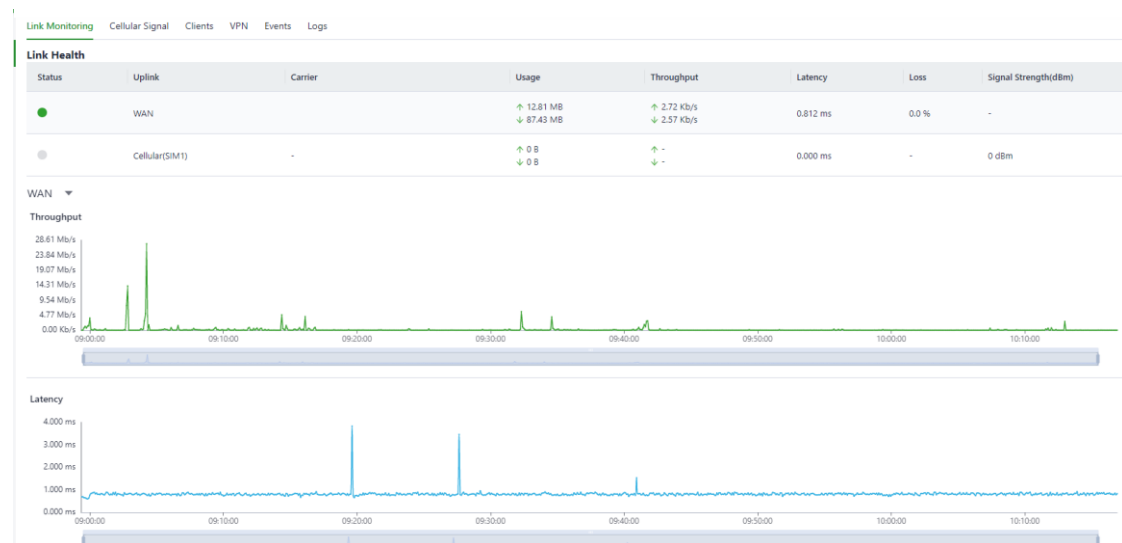 Link Monitoring Cellular Signal Clients VPN Events Logs
Link Health
Status Uplink Carrier Usage Throughput Latency Loss Signal Strength(dBm)
WAN ↑ 12.81 MB ↑ 2.72 Kb/s 0.812 ms 0.0 % -
↓ 87.43 MB ↓ 2.57 Kb/s
Cellular(SIM1) - ↑ 0 B ↑ - 0.000 ms - 0 dBm
↓ 0 B ↓ -
WAN
Throughput
28.61 Mb/s
23.84 Mb/s
19.07 Mb/s
14.31 Mb/s
9.54 Mb/s
4.77 Mb/s
0.00 Kb/s
09:00:00 09:10:00 09:20:00 09:30:00 09:40:00 09:50:00 10:00:00 10:10:00
Latency
4.000 ms
3.000 ms
2.000 ms
1.000 ms
0.000 ms
09:00:00 09:10:00 09:20:00 09:30:00 09:40:00 09:50:00 10:00:00 10:10:00